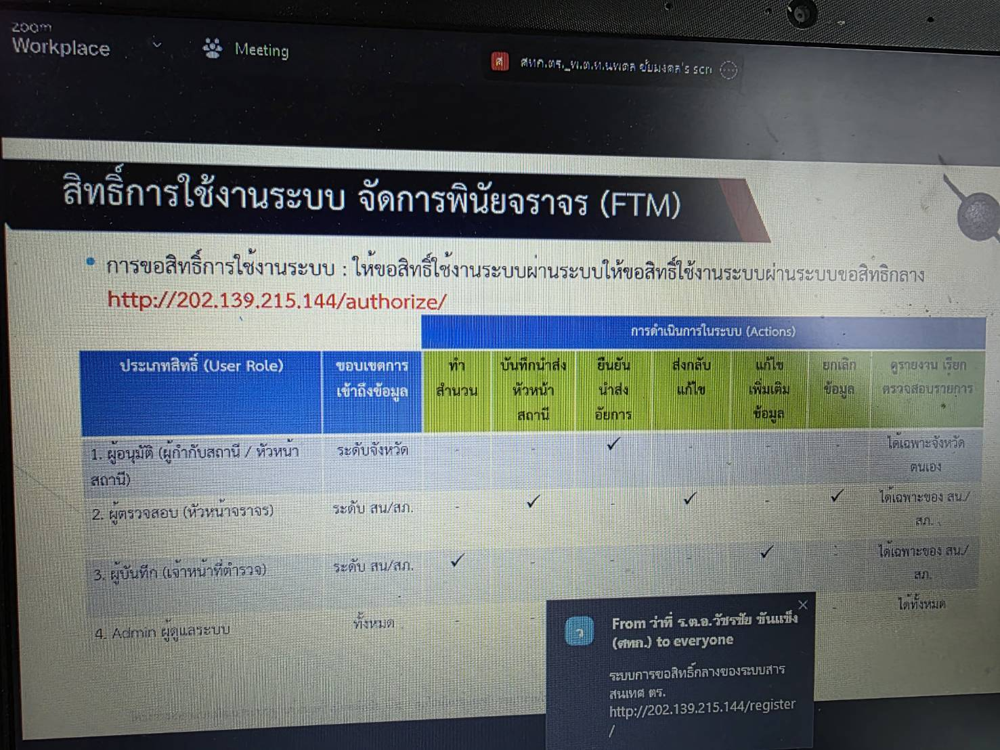 zoom
Workplace
Meeting
ส
สทก.ตร._พ.ต.ท.นพดล
's scr
สิทธิ์การใช้งานระบบ จัดการพินัยจราจร (FTM)
• การขอสิทธิ์การใช้งานระบบ : ให้ขอสิทธิ์ใช้งานระบบผ่านระบบให้ขอสิทธิ์ใช้งานระบบผ่านระบบขอสิทธิกลาง
http://202.139.215.144/authorize/
การดำเนินการในระบบ (Actions)
ประเภทสิทธิ์ (User Role)
ขอบเขตการ
เข้าถึงข้อมูล
ทำ
สำนวน
บันทึกนำส่ง
หัวหน้า
สถานี
ยืนยัน
นำส่ง
อัยการ
ส่งกลับ
แก้ไข
แก้ไข
เพิ่มเติม
ข้อมูล
ยกเลิก
ข้อมูล
ดูรายงาน เรียก
ตรวจสอบรายการ
1. ผู้อนุมัติ (ผู้กำกับสถานี / หัวหน้า
สถานี)
ระดับจังหวัด
- - ✓ - - -
ได้เฉพาะจังหวัด
ตนเอง
2. ผู้ตรวจสอบ (หัวหน้าจราจร)
ระดับ สน/สภ.
- ✓ - ✓ - ✓
ได้เฉพาะของ สน./
สภ.
3. ผู้บันทึก (เจ้าหน้าที่ตำรวจ)
ระดับ สน/สภ.
✓ - - - ✓ -
ได้เฉพาะของ สน./
สภ.
4. Admin ผู้ดูแลระบบ
ทั้งหมด
- - -
ได้ทั้งหมด
ว
From ว่าที่ ร.ต.อ.วัชรชัย ขันแข็ง
(ศทก.) to everyone
ระบบการขอสิทธิ์กลางของระบบสาร
สนเทศ ตร.
http://202.139.215.144/register
/